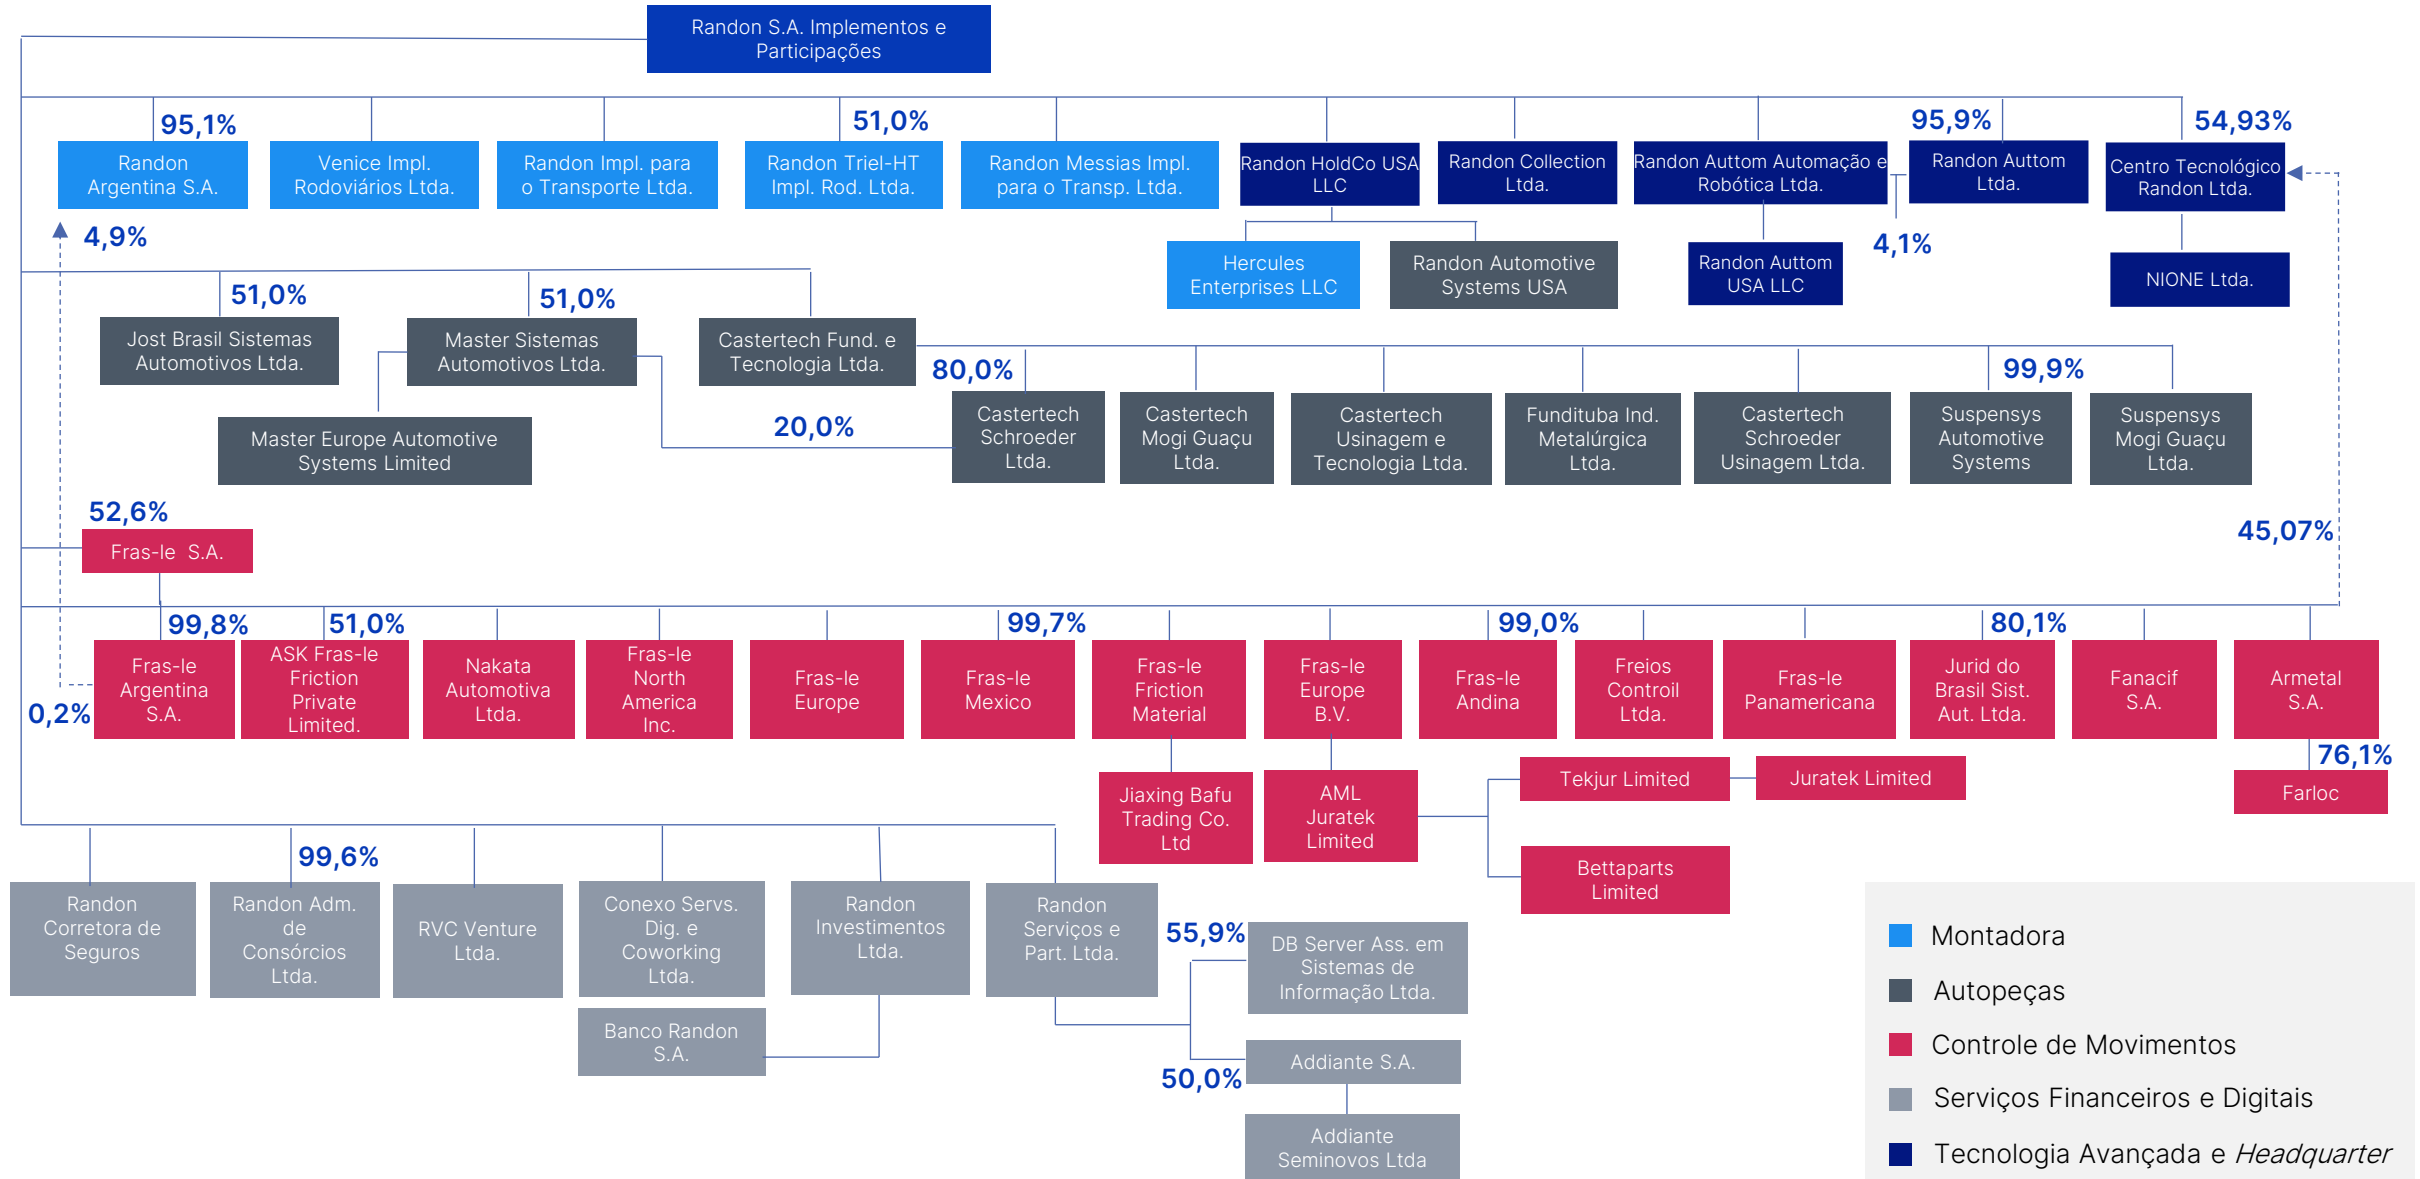 Randon S.A. Implementos e
Participações
95,1%
51,0%
95,9%
54,93%
Randon
Argentina S.A.
Venice Impl.
Rodoviários Ltda.
Randon Impl. para
o Transporte Ltda.
Randon Triel-HT
Impl. Rod. Ltda.
Randon Messias Impl.
para o Transp. Ltda.
Randon HoldCo USA
LLC
Randon Collection
Ltda.
Randon Auttom Automação e
Robótica Ltda.
Randon Auttom
Ltda.
Centro Tecnológico
Randon Ltda.
4,9%
4,1%
Hercules
Enterprises LLC
Randon Automotive
Systems USA
Randon Auttom
USA LLC
NIONE Ltda.
51,0%
51,0%
Jost Brasil Sistemas
Automotivos Ltda.
Master Sistemas
Automotivos Ltda.
Castertech Fund. e
Tecnologia Ltda.
80,0%
99,9%
Master Europe Automotive
Systems Limited
20,0%
Castertech
Schroeder
Ltda.
Castertech
Mogi Guaçu
Ltda.
Castertech
Usinagem e
Tecnologia Ltda.
Fundituba Ind.
Metalúrgica
Ltda.
Castertech
Schroeder
Usinagem Ltda.
Suspensys
Automotive
Systems
Suspensys
Mogi Guaçu
Ltda.
52,6%
Fras-le S.A.
45,07%
99,8%
51,0%
99,7%
99,0%
80,1%
Fras-le
Argentina
S.A.
ASK Fras-le
Friction
Private
Limited.
Nakata
Automotiva
Ltda.
Fras-le
North
America
Inc.
Fras-le
Europe
Fras-le
Mexico
Fras-le
Friction
Material
Fras-le
Europe
B.V.
Fras-le
Andina
Freios
Controil
Ltda.
Fras-le
Panamericana
Jurid do
Brasil Sist.
Aut. Ltda.
Fanacif
S.A.
Armetal
S.A.
0,2%
76,1%
Jiaxing Bafu
Trading Co.
Ltd
AML
Juratek
Limited
Tekjur Limited
Juratek Limited
Farloc
Bettaparts
Limited
99,6%
Randon
Corretora de
Seguros
Randon Adm.
de
Consórcios
Ltda.
RVC Venture
Ltda.
Conexo Servs.
Dig. e
Coworking
Ltda.
Randon
Investimentos
Ltda.
Randon
Serviços e
Part. Ltda.
55,9%
DB Server Ass. em
Sistemas de
Informação Ltda.
Banco Randon
S.A.
50,0%
Addiante S.A.
Addiante
Seminovos Ltda
Montadora
Autopeças
Controle de Movimentos
Serviços Financeiros e Digitais
Tecnologia Avançada e Headquarter